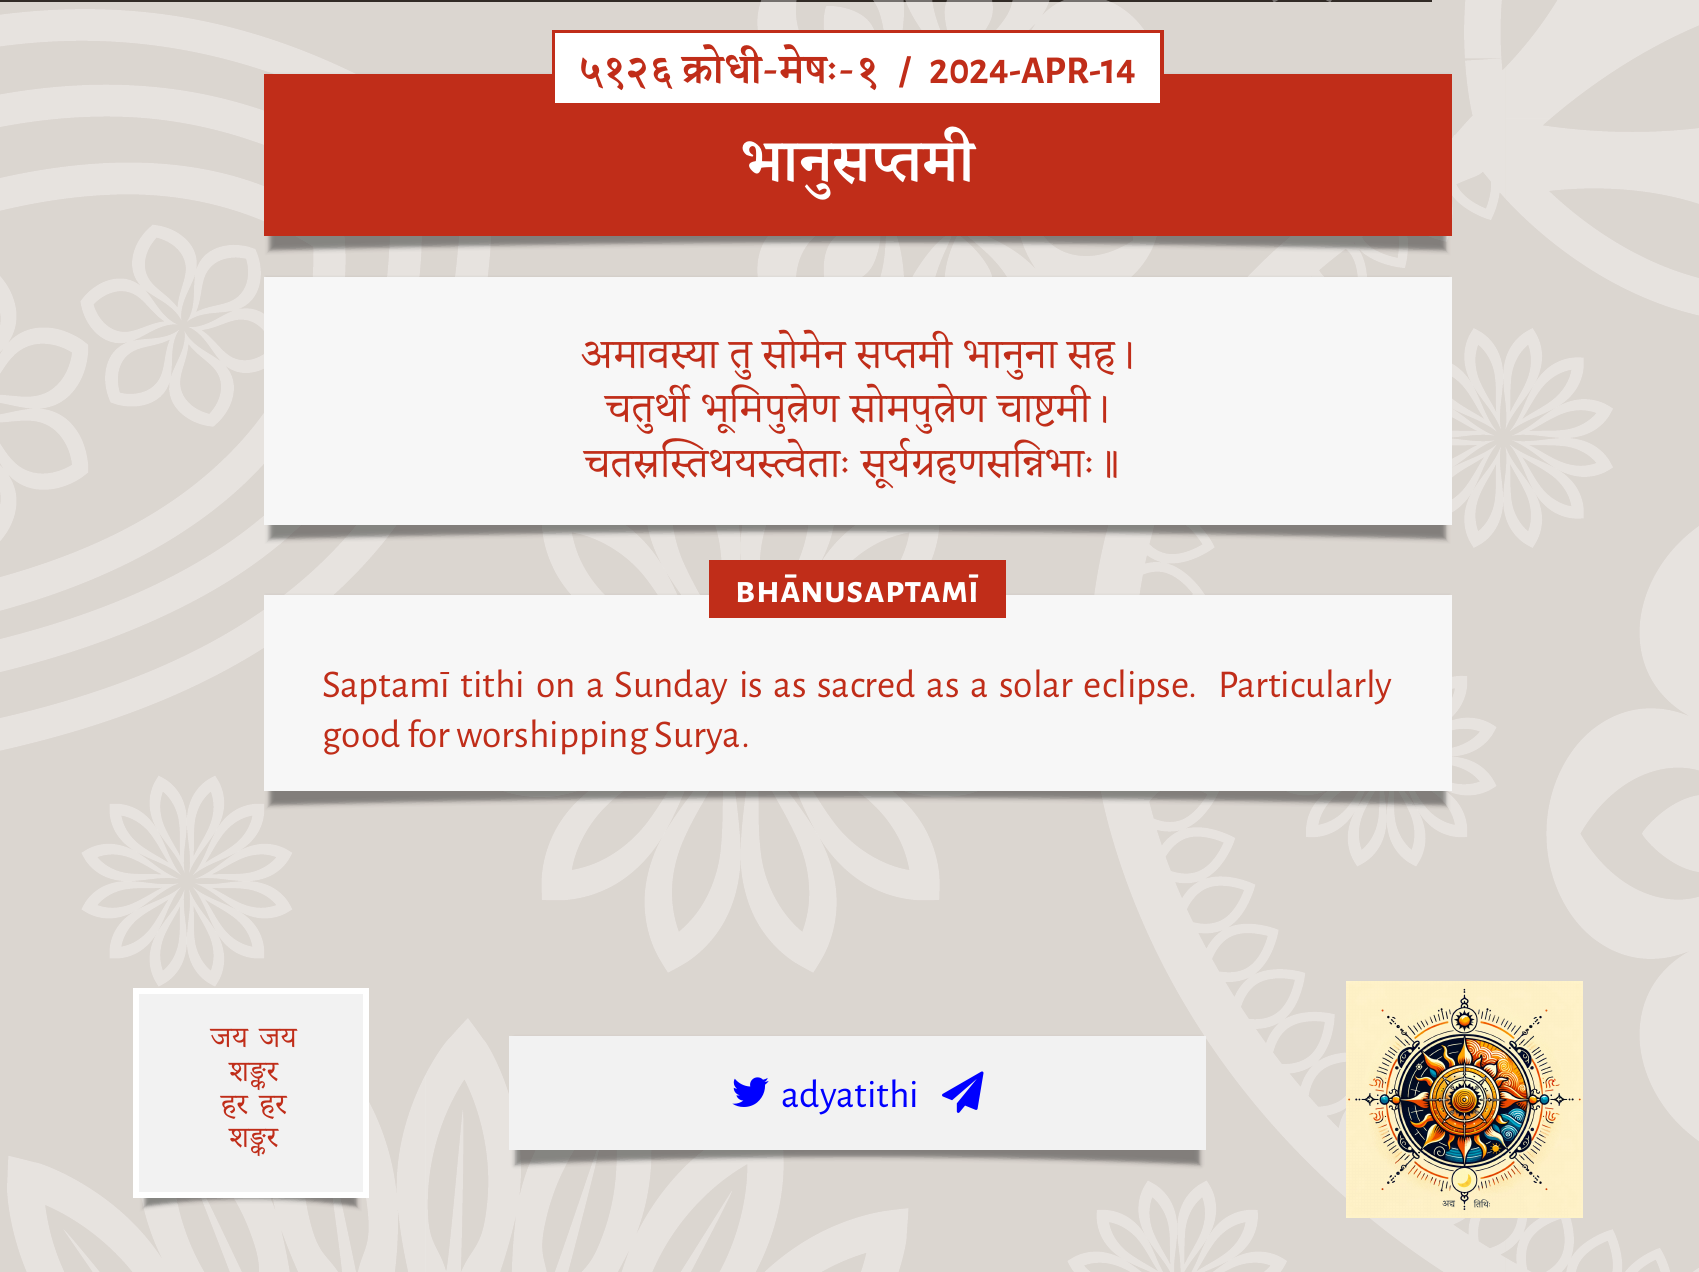 ५१२६ क्रोधी-मेषः-१ / 2024-APR-14
भानुसप्तमी
अमावस्या तु सोमेन सप्तमी भानुना सह।
चतुर्थी भूमिपुत्रेण सोमपुत्रेण चाष्टमी।
चतस्रस्तिथयस्त्वेताः सूर्यग्रहणसन्निभाः॥
BHĀNUSAPTAMĪ
Saptamī tithi on a Sunday is as sacred as a solar eclipse. Particularly
good for worshipping Surya.
जय जय
शङ्कर
हर हर
शङ्कर
adyatithi
अद्य तिथिः